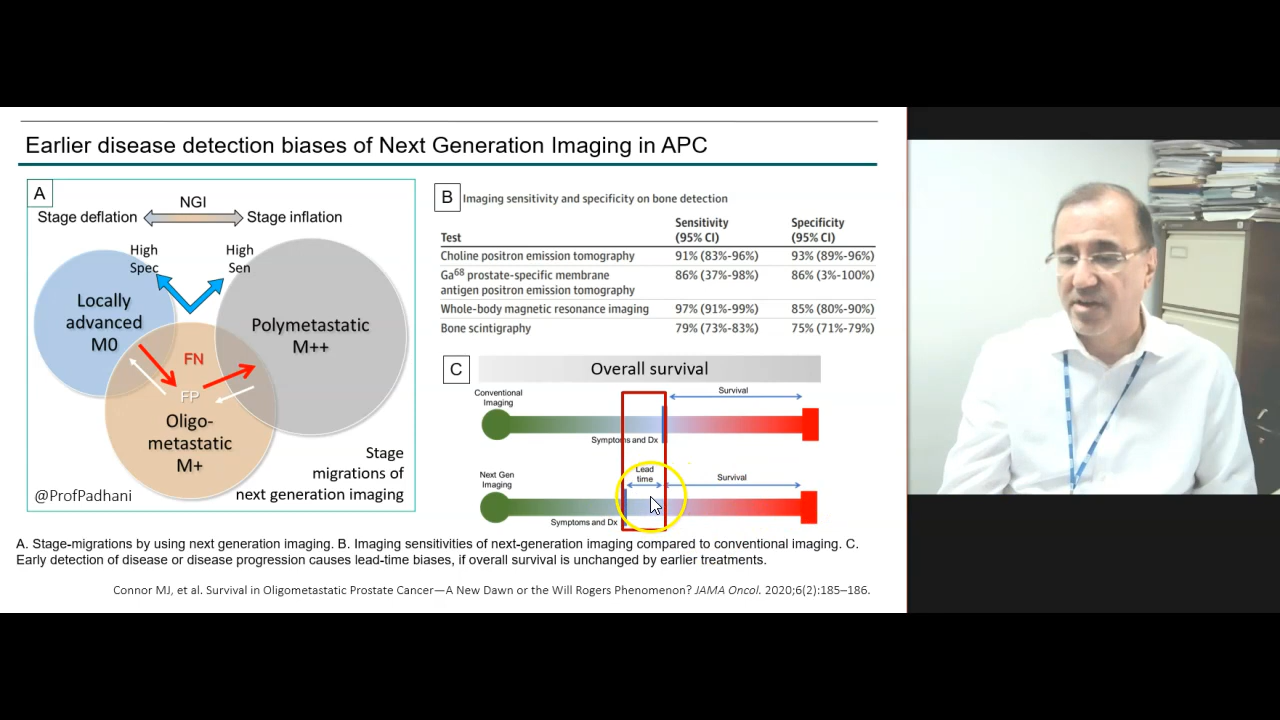 Earlier disease detection biases of Next Generation Imaging in APC
A
NGI
Stage deflation
Stage inflation
High
Spec
High
Sen
Locally
advanced
M0
Polymetastatic
M++
FN
FP
Oligo-
metastatic
M+
Stage
migrations of
next generation imaging
@ProfPadhani
B
Imaging sensitivity and specificity on bone detection
Test
Sensitivity
(95% CI)
Specificity
(95% CI)
Choline positron emission tomography 91% (83%-96%) 93% (89%-96%)
Ga68 prostate-specific membrane 86% (37%-98%) 86% (3%-100%)
antigen positron emission tomography
Whole-body magnetic resonance imaging 97% (91%-99%) 85% (80%-90%)
Bone scintigraphy 79% (73%-83%) 75% (71%-79%)
C
Overall survival
Conventional
Imaging
Survival
Symptoms and Dx
Next Gen
Imaging
Lead
time
Survival
Symptoms and Dx
A. Stage-migrations by using next generation imaging. B. Imaging sensitivities of next-generation imaging compared to conventional imaging. C.
Early detection of disease or disease progression causes lead-time biases, if overall survival is unchanged by earlier treatments.
Connor MJ, et al. Survival in Oligometastatic Prostate Cancer—A New Dawn or the Will Rogers Phenomenon? JAMA Oncol. 2020;6(2):185–186.